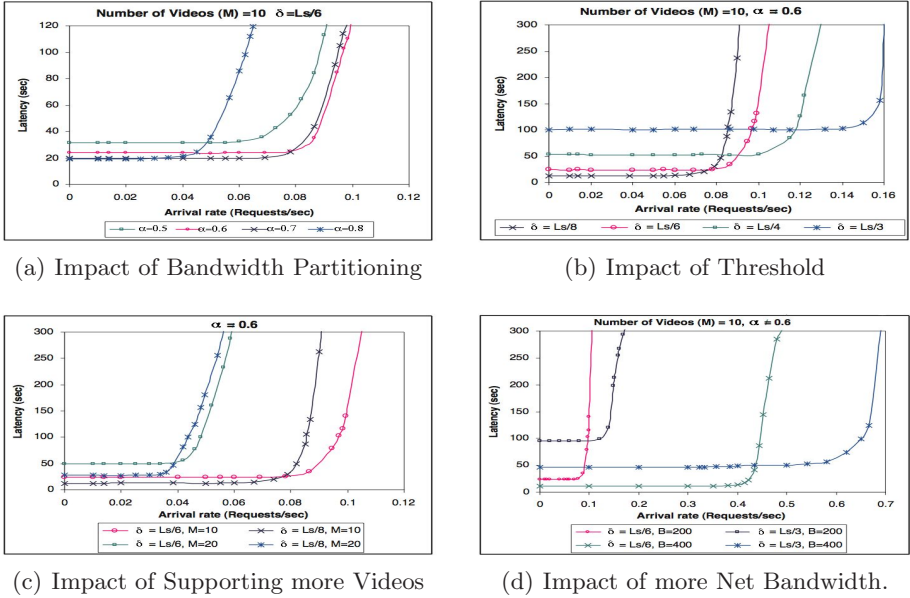 Number of Videos (M) =10 δ=Ls/6
Latency (sec)
120
100
80
60
40
20
0
0 0.02 0.04 0.06 0.08 0.1 0.12
Arrival rate (Requests/sec)
α=0.5 α=0.6 α=0.7 α=0.8
(a) Impact of Bandwidth Partitioning
Number of Videos (M) =10, α = 0.6
Latency (sec)
300
250
200
150
100
50
0
0 0.02 0.04 0.06 0.08 0.1 0.12 0.14 0.16
Arrival rate (Requests/sec)
δ = Ls/8 δ = Ls/6 δ = Ls/4 δ = Ls/3
(b) Impact of Threshold
α = 0.6
Latency (sec)
300
250
200
150
100
50
0
0 0.02 0.04 0.06 0.08 0.1 0.12
Arrival rate (Requests/sec)
δ = Ls/6, M=10 δ = Ls/8, M=10
δ = Ls/6, M=20 δ = Ls/8, M=20
(c) Impact of Supporting more Videos
Number of Videos (M) = 10, α = 0.6
Latency (sec)
300
250
200
150
100
50
0
0 0.1 0.2 0.3 0.4 0.5 0.6 0.7
Arrival rate (Requests/sec)
δ = Ls/6, B=200 δ = Ls/3, B=200
δ = Ls/6, B=400 δ = Ls/3, B=400
(d) Impact of more Net Bandwidth.